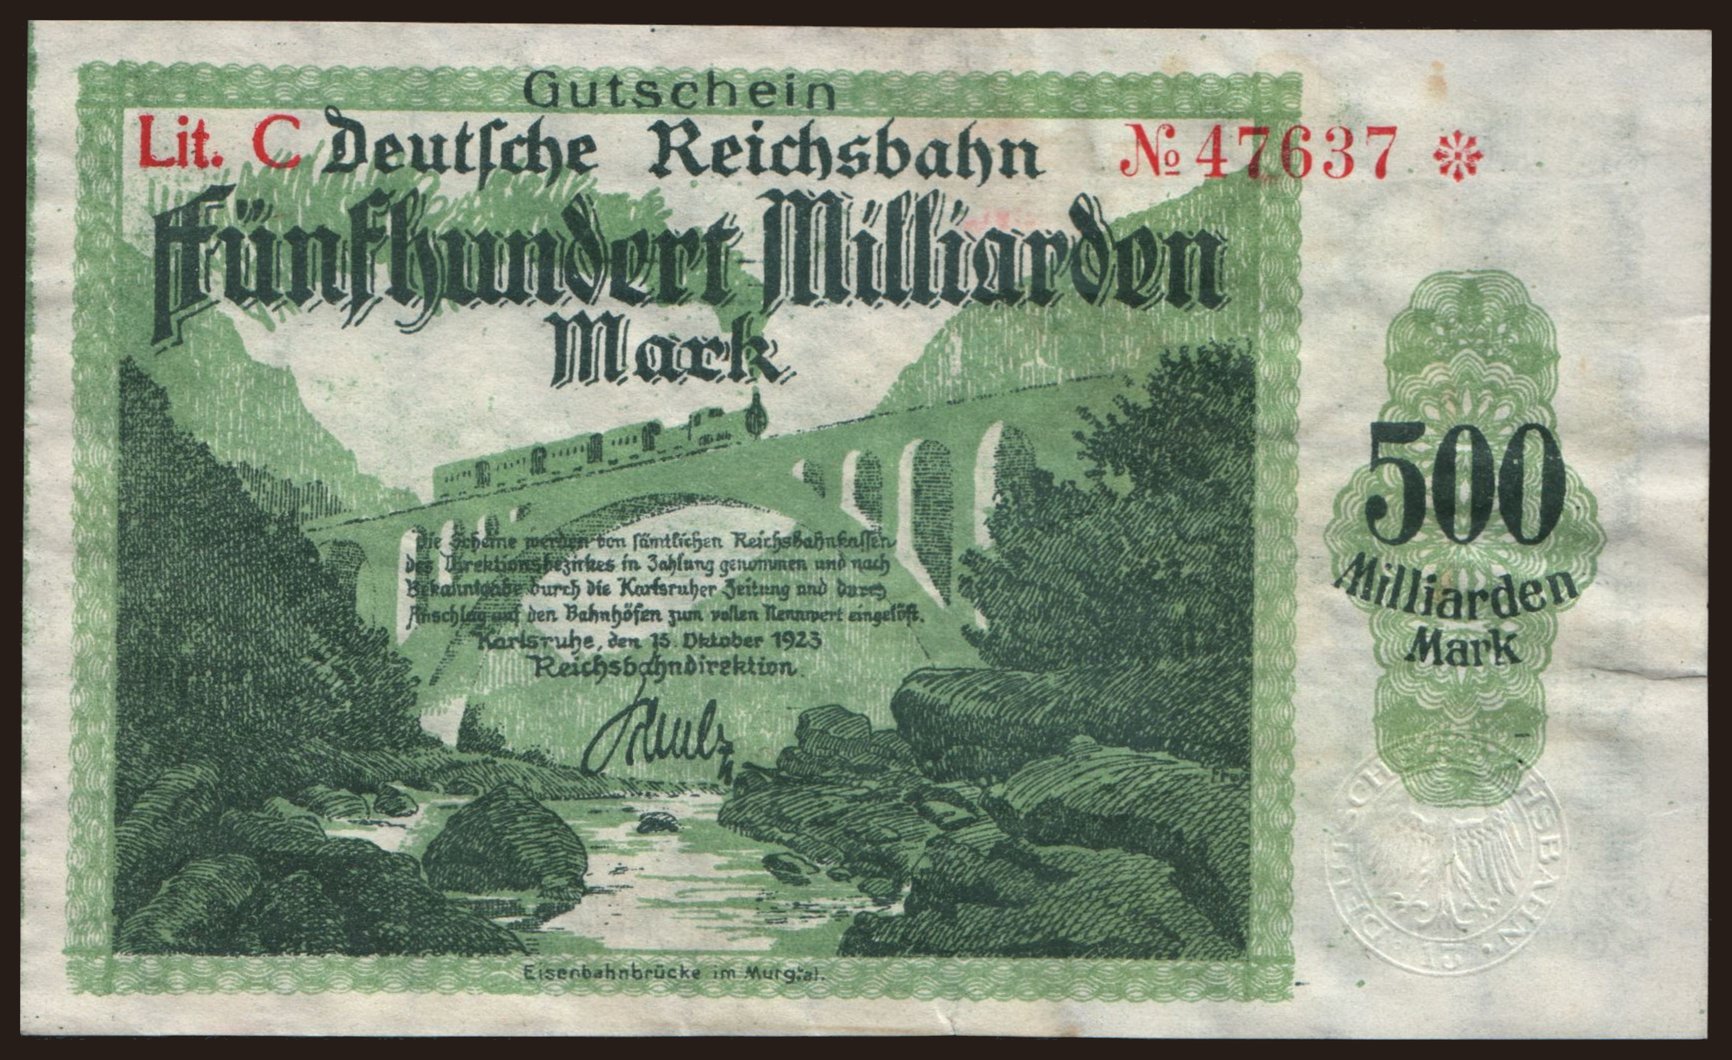 Gutschein
Lit. C Deutsche Reichsbahn № 47637 *
Fünfhundert Milliarden
Mark
Die Scheine werden von sämtlichen Reichsbahnkassen
des Direktionsbezirkes in Zahlung genommen und nach
Bekanntgabe durch die Karlsruher Zeitung und durch
Anschlag auf den Bahnhöfen zum vollen Nennwert eingelöst.
Karlsruhe, den 15. Oktober 1923
Reichsbahndirektion.
500
Milliarden
Mark
Eisenbahnbrücke im Murgtal.